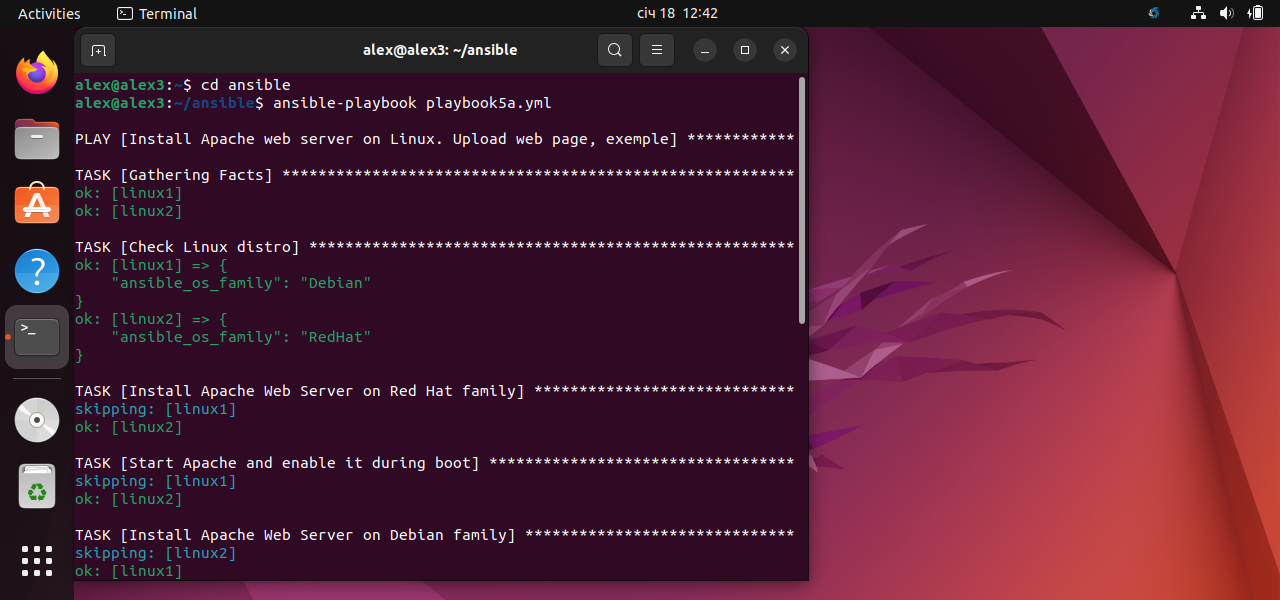 Activities
Terminal
січ 18 12:42
alex@alex3: ~/ansible
alex@alex3:~$ cd ansible
alex@alex3:~/ansible$ ansible-playbook playbook5a.yml
PLAY [Install Apache web server on Linux. Upload web page, exemple] ************
TASK [Gathering Facts] *********************************************************
ok: [linux1]
ok: [linux2]
TASK [Check Linux distro] ******************************************************
ok: [linux1] => {
    "ansible_os_family": "Debian"
}
ok: [linux2] => {
    "ansible_os_family": "RedHat"
}
TASK [Install Apache Web Server on Red Hat family] *****************************
skipping: [linux1]
ok: [linux2]
TASK [Start Apache and enable it during boot] **********************************
skipping: [linux1]
ok: [linux2]
TASK [Install Apache Web Server on Debian family] ******************************
skipping: [linux2]
ok: [linux1]